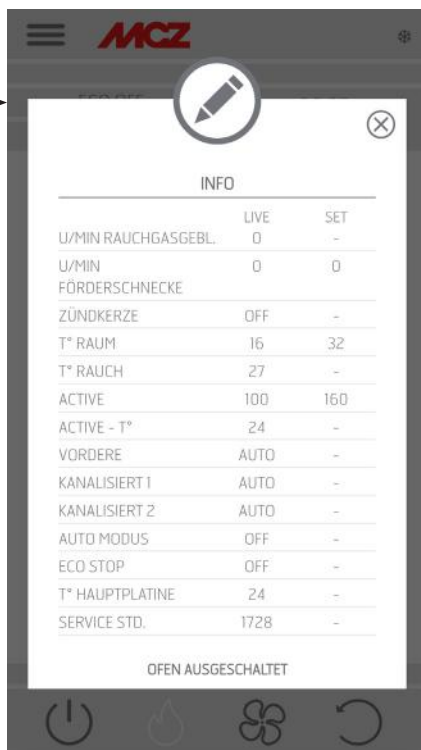 MCZ
INFO
LIVE SET
U/MIN RAUCHGASGEBL. 0 -
U/MIN 0 0
FÖRDERSCHNECKE
ZÜNDKERZE OFF -
T° RAUM 16 32
T° RAUCH 27 -
ACTIVE 100 160
ACTIVE - T° 24 -
VORDERE AUTO -
KANALISIERT 1 AUTO -
KANALISIERT 2 AUTO -
AUTO MODUS OFF -
ECO STOP OFF -
T° HAUPTPLATINE 24 -
SERVICE STD. 1728 -
OFEN AUSGESCHALTET